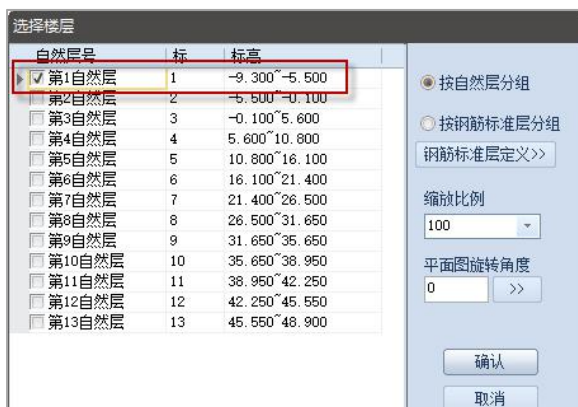 选择楼层
自然层号 标 标高
第1自然层 1 -9.300~-5.500
第2自然层 2 -5.500~-0.100
第3自然层 3 -0.100~5.600
第4自然层 4 5.600~10.800
第5自然层 5 10.800~16.100
第6自然层 6 16.100~21.400
第7自然层 7 21.400~26.500
第8自然层 8 26.500~31.650
第9自然层 9 31.650~35.650
第10自然层 10 35.650~38.950
第11自然层 11 38.950~42.250
第12自然层 12 42.250~45.550
第13自然层 13 45.550~48.900
按自然层分组
按钢筋标准层分组
钢筋标准层定义>>
缩放比例
100
平面图旋转角度
0 >>
确认
取消